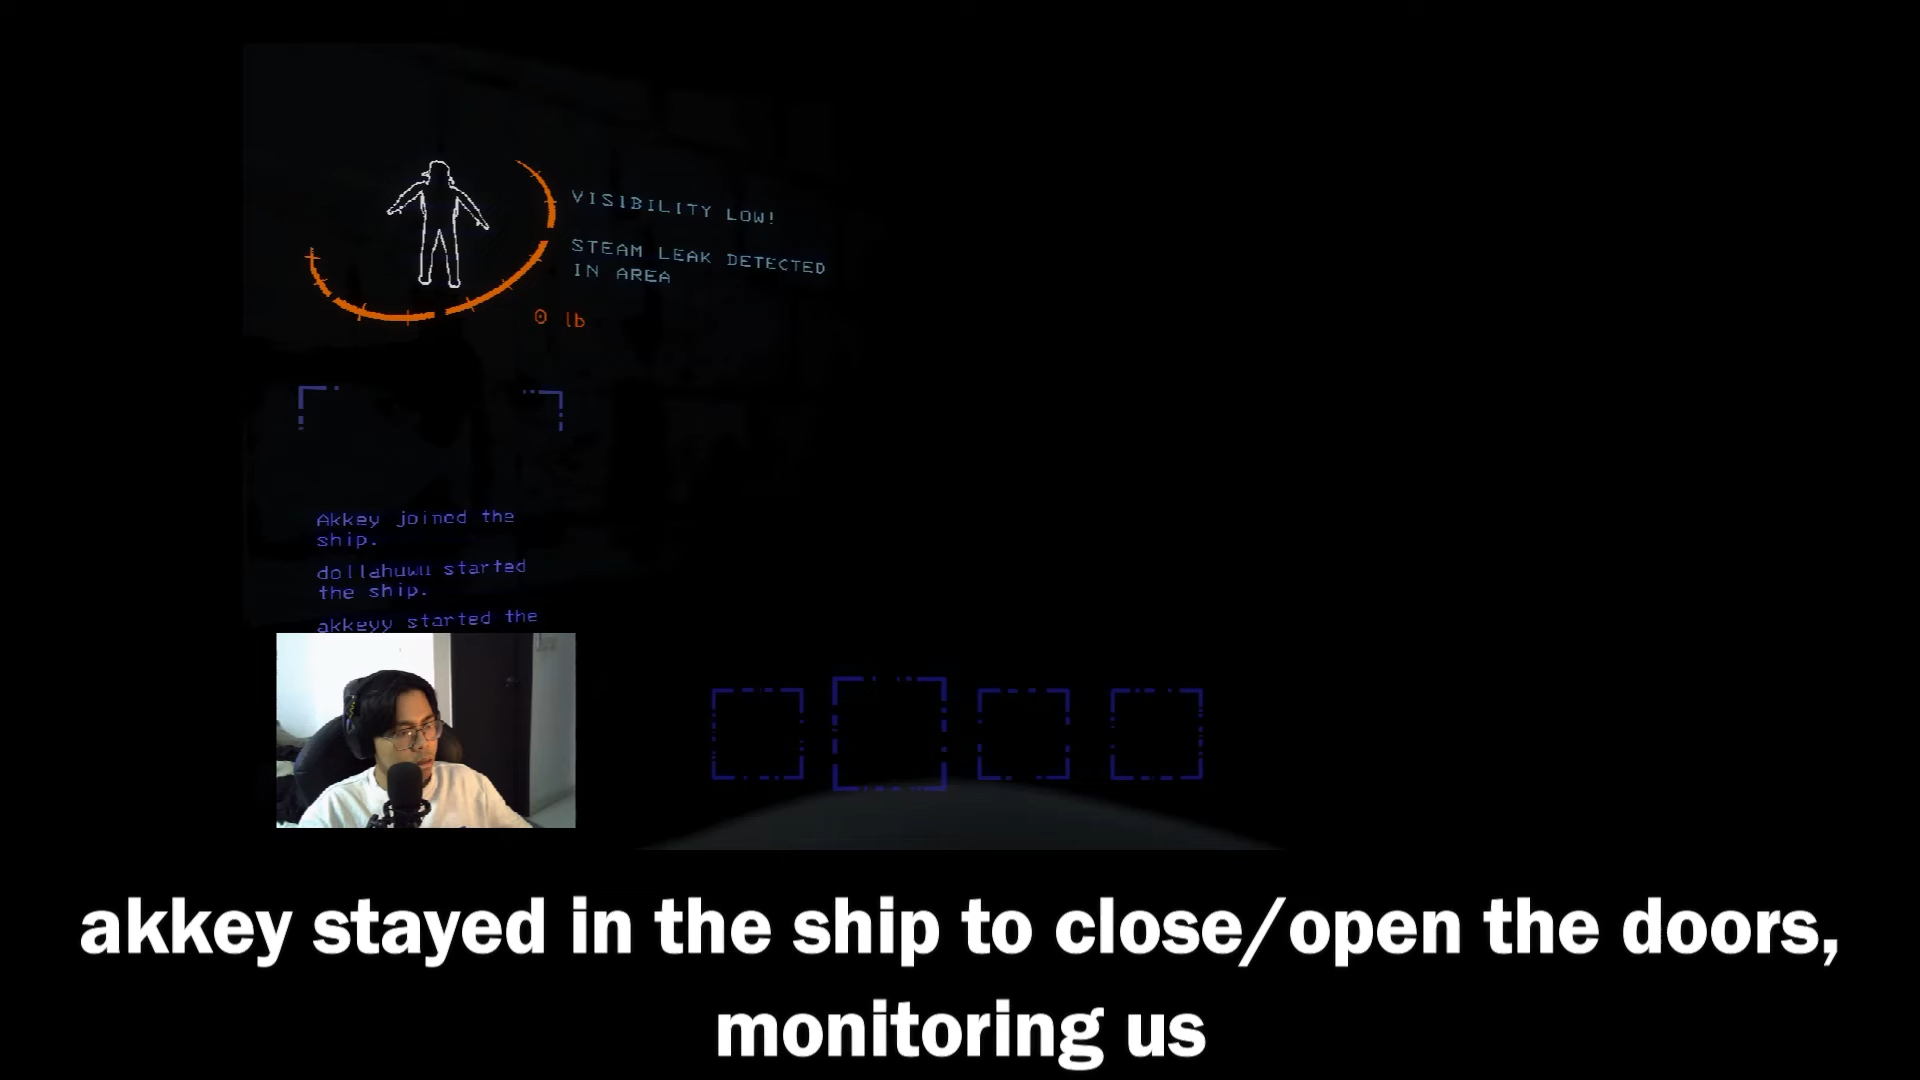 VISIBILITY LOW!
STEAM LEAK DETECTED
IN AREA
0 lb
Akkey joined the
ship.
dollahuwu started
the ship.
akkeyy started the
akkey stayed in the ship to close/open the doors,
monitoring us